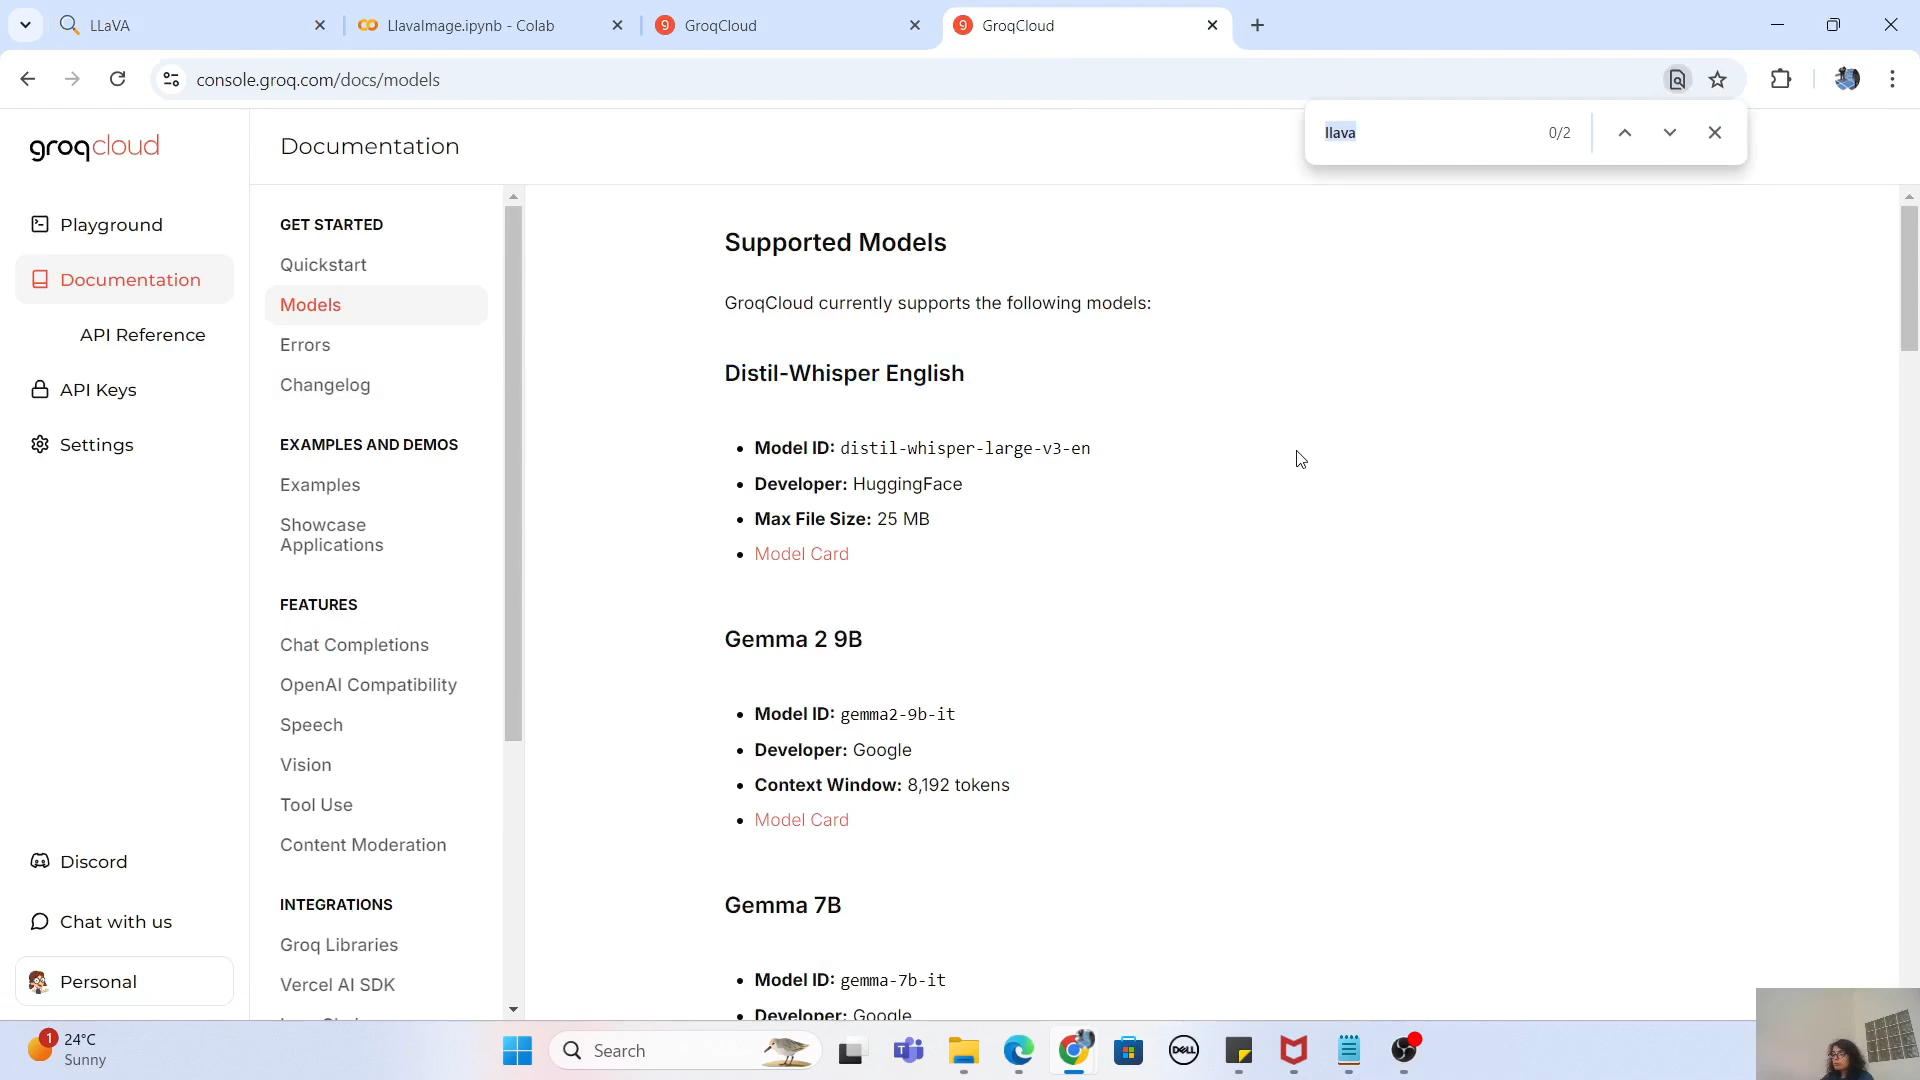 LLaVA
LlavaImage.ipynb - Colab
GroqCloud
GroqCloud
console.groq.com/docs/models
llava
0/2
groqcloud
Documentation
Playground
Documentation
API Reference
API Keys
Settings
Discord
Chat with us
Personal
GET STARTED
Quickstart
Models
Errors
Changelog
EXAMPLES AND DEMOS
Examples
Showcase
Applications
FEATURES
Chat Completions
OpenAI Compatibility
Speech
Vision
Tool Use
Content Moderation
INTEGRATIONS
Groq Libraries
Vercel AI SDK
Supported Models
GroqCloud currently supports the following models:
Distil-Whisper English
Model ID: distil-whisper-large-v3-en
Developer: HuggingFace
Max File Size: 25 MB
Model Card
Gemma 2 9B
Model ID: gemma2-9b-it
Developer: Google
Context Window: 8,192 tokens
Model Card
Gemma 7B
Model ID: gemma-7b-it
Developer: Google
1
24°C
Sunny
Search
DELL